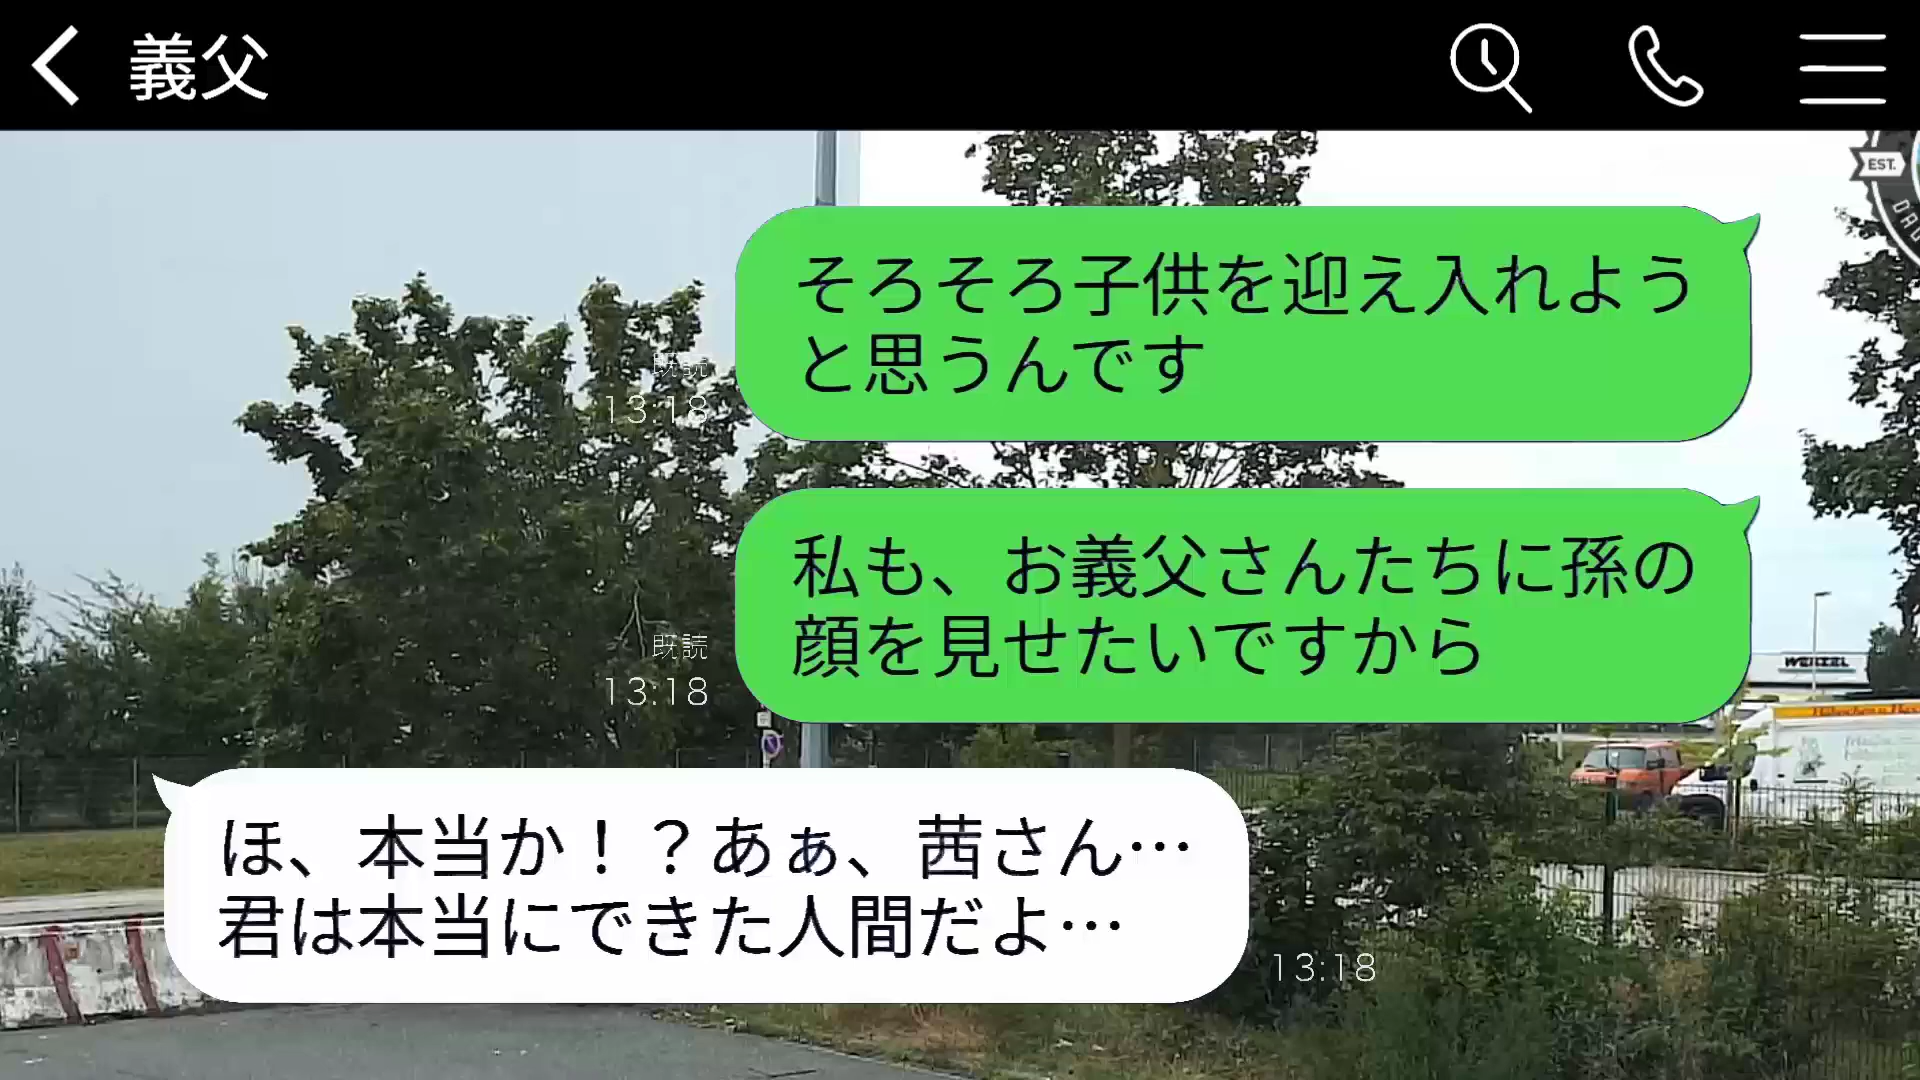 義父
EST.
そろそろ子供を迎え入れよう
と思うんです
既読
13:18
私も、お義父さんたちに孫の
顔を見せたいですから
既読
13:18
WENZEL
ほ、本当か！？あぁ、茜さん…
君は本当にできた人間だよ…
13:18